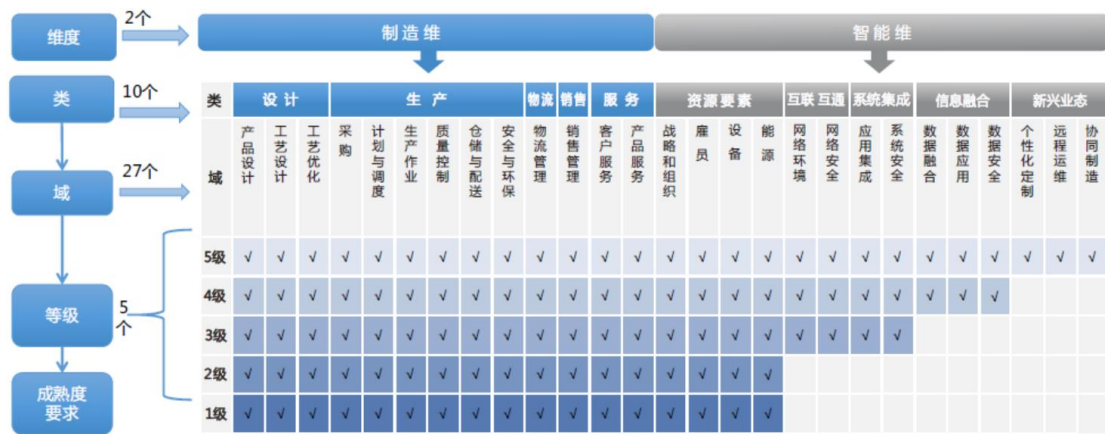 维度
2个
制造维
智能维
类
10个
类 设计 生产 物流 销售 服务 资源要素 互联互通 系统集成 信息融合 新兴业态
域
27个
域 产品设计 工艺设计 工艺优化 采购 计划与调度 生产作业 质量控制 仓储与配送 安全与环保 物流管理 销售管理 客户服务 产品服务 战略和组织 雇员 设备 能源 网络环境 网络安全 应用集成 系统安全 数据融合 数据应用 数据安全 个性化定制 远程运维 协同制造
等级
5
个
5级 √ √ √ √ √ √ √ √ √ √ √ √ √ √ √ √ √ √ √ √ √ √ √ √ √ √ √
4级 √ √ √ √ √ √ √ √ √ √ √ √ √ √ √ √ √ √ √ √ √ √ √ √
3级 √ √ √ √ √ √ √ √ √ √ √ √ √ √ √ √ √ √ √ √ √
2级 √ √ √ √ √ √ √ √ √ √ √ √ √ √ √ √ √
1级 √ √ √ √ √ √ √ √ √ √ √ √ √ √ √ √ √
成熟度
要求